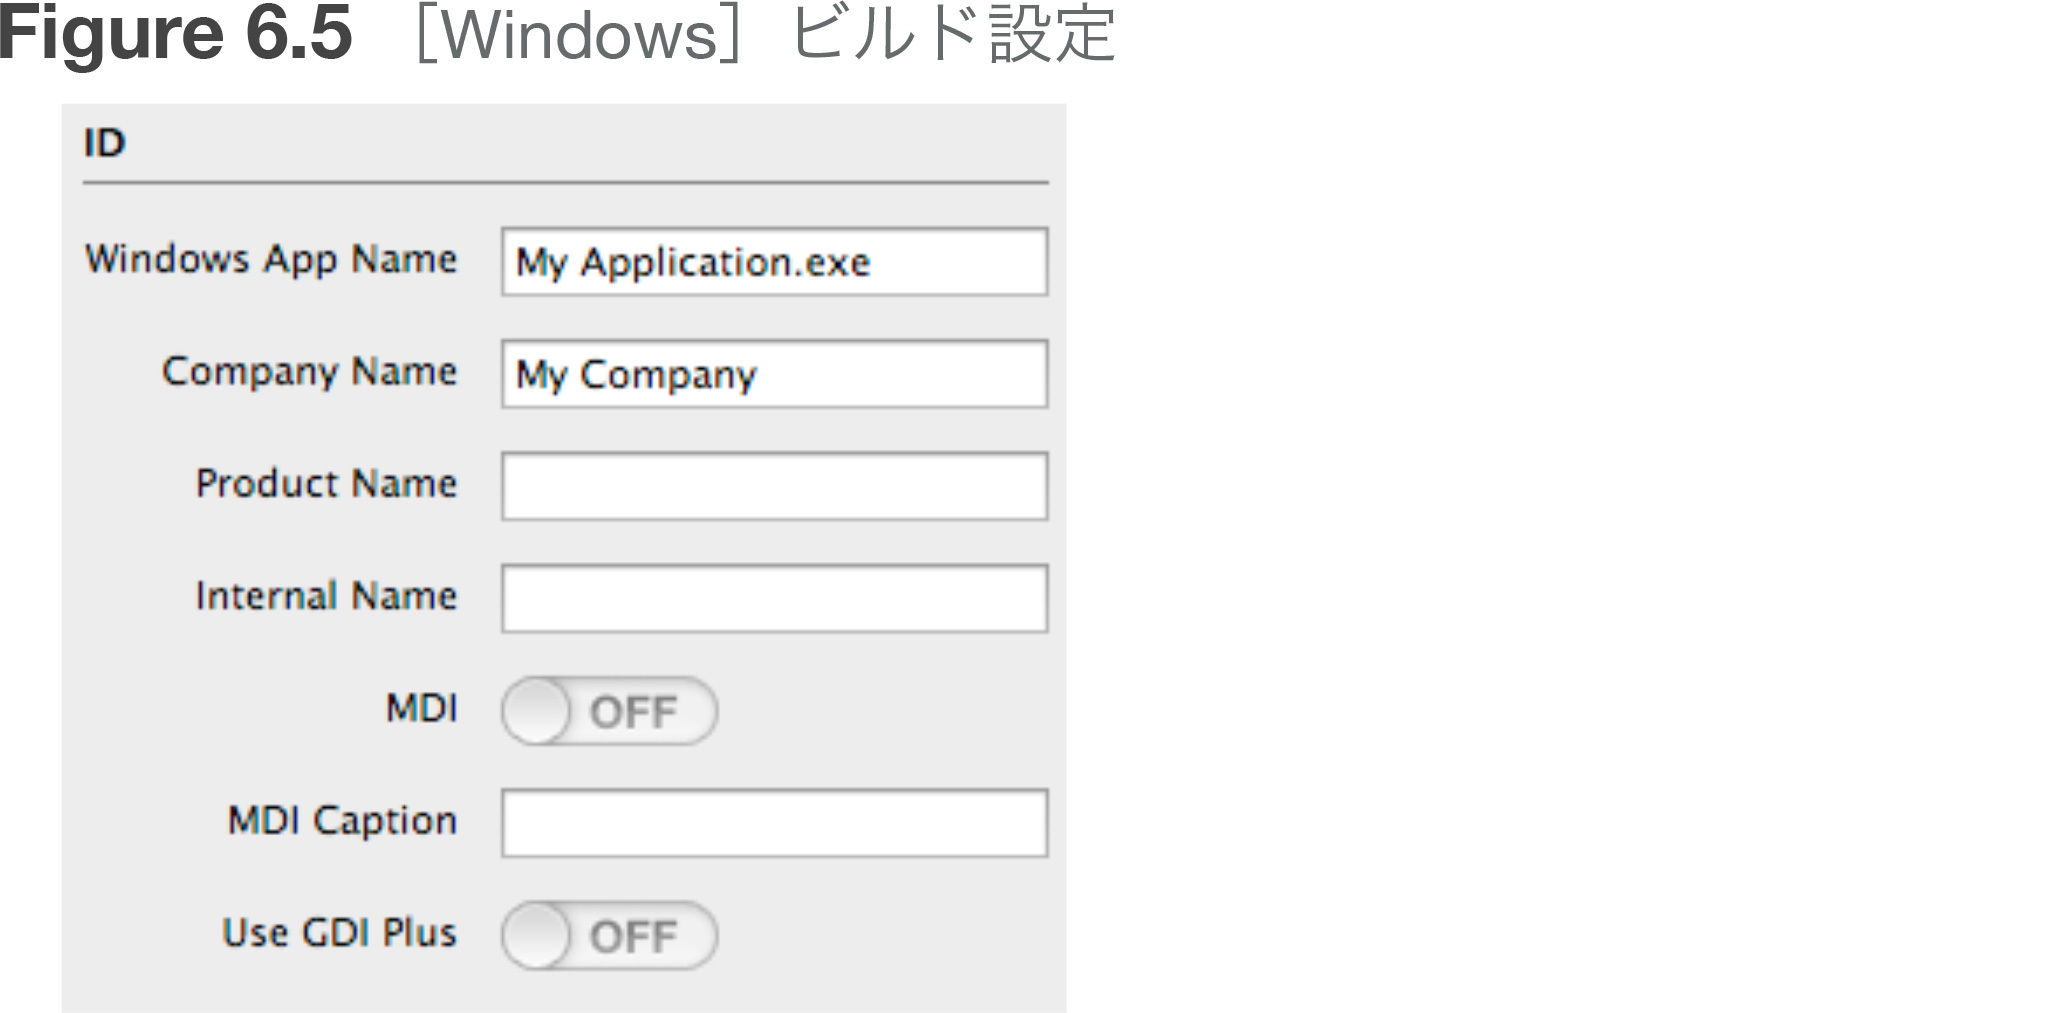 Figure 6.5 ［Windows］ビルド設定
ID
Windows App Name My Application.exe
Company Name My Company
Product Name
Internal Name
MDI OFF
MDI Caption
Use GDI Plus OFF